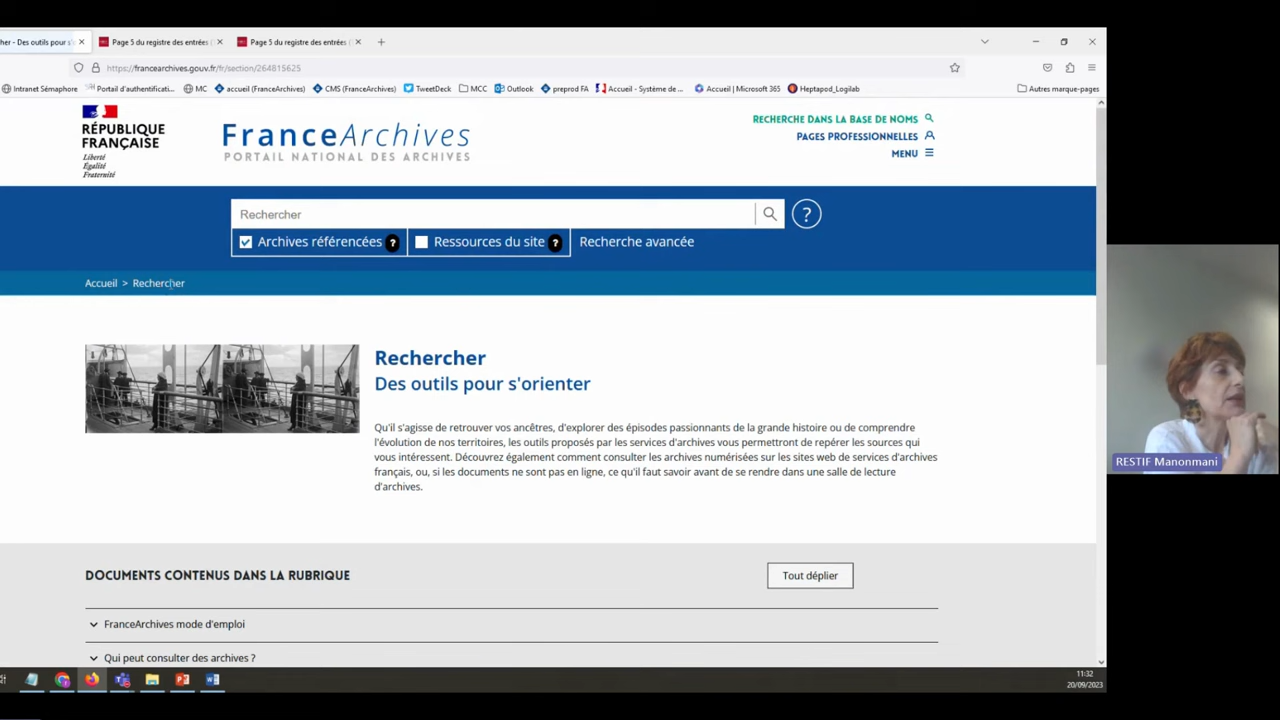 her - Des outils pour s'
Page 5 du registre des entrées
Page 5 du registre des entrées
https://francearchives.gouv.fr/fr/section/264815625
Intranet Sémaphore
Portail d'authentificati...
MC
accueil (FranceArchives)
CMS (FranceArchives)
TweetDeck
MCC
Outlook
preprod FA
Accueil - Système de ...
Accueil | Microsoft 365
Heptapod_Logilab
Autres marque-pages
RÉPUBLIQUE
FRANÇAISE
Liberté
Égalité
Fraternité
FranceArchives
PORTAIL NATIONAL DES ARCHIVES
RECHERCHE DANS LA BASE DE NOMS
PAGES PROFESSIONNELLES
MENU
Rechercher
?
Archives référencées ?
Ressources du site ?
Recherche avancée
Accueil > Rechercher
Rechercher
Des outils pour s'orienter
Qu'il s'agisse de retrouver vos ancêtres, d'explorer des épisodes passionnants de la grande histoire ou de comprendre
l'évolution de nos territoires, les outils proposés par les services d'archives vous permettront de repérer les sources qui
vous intéressent. Découvrez également comment consulter les archives numérisées sur les sites web de services d'archives
français, ou, si les documents ne sont pas en ligne, ce qu'il faut savoir avant de se rendre dans une salle de lecture
d'archives.
RESTIF Manonmani
DOCUMENTS CONTENUS DANS LA RUBRIQUE
Tout déplier
FranceArchives mode d'emploi
Qui peut consulter des archives ?
11:32
20/09/2023